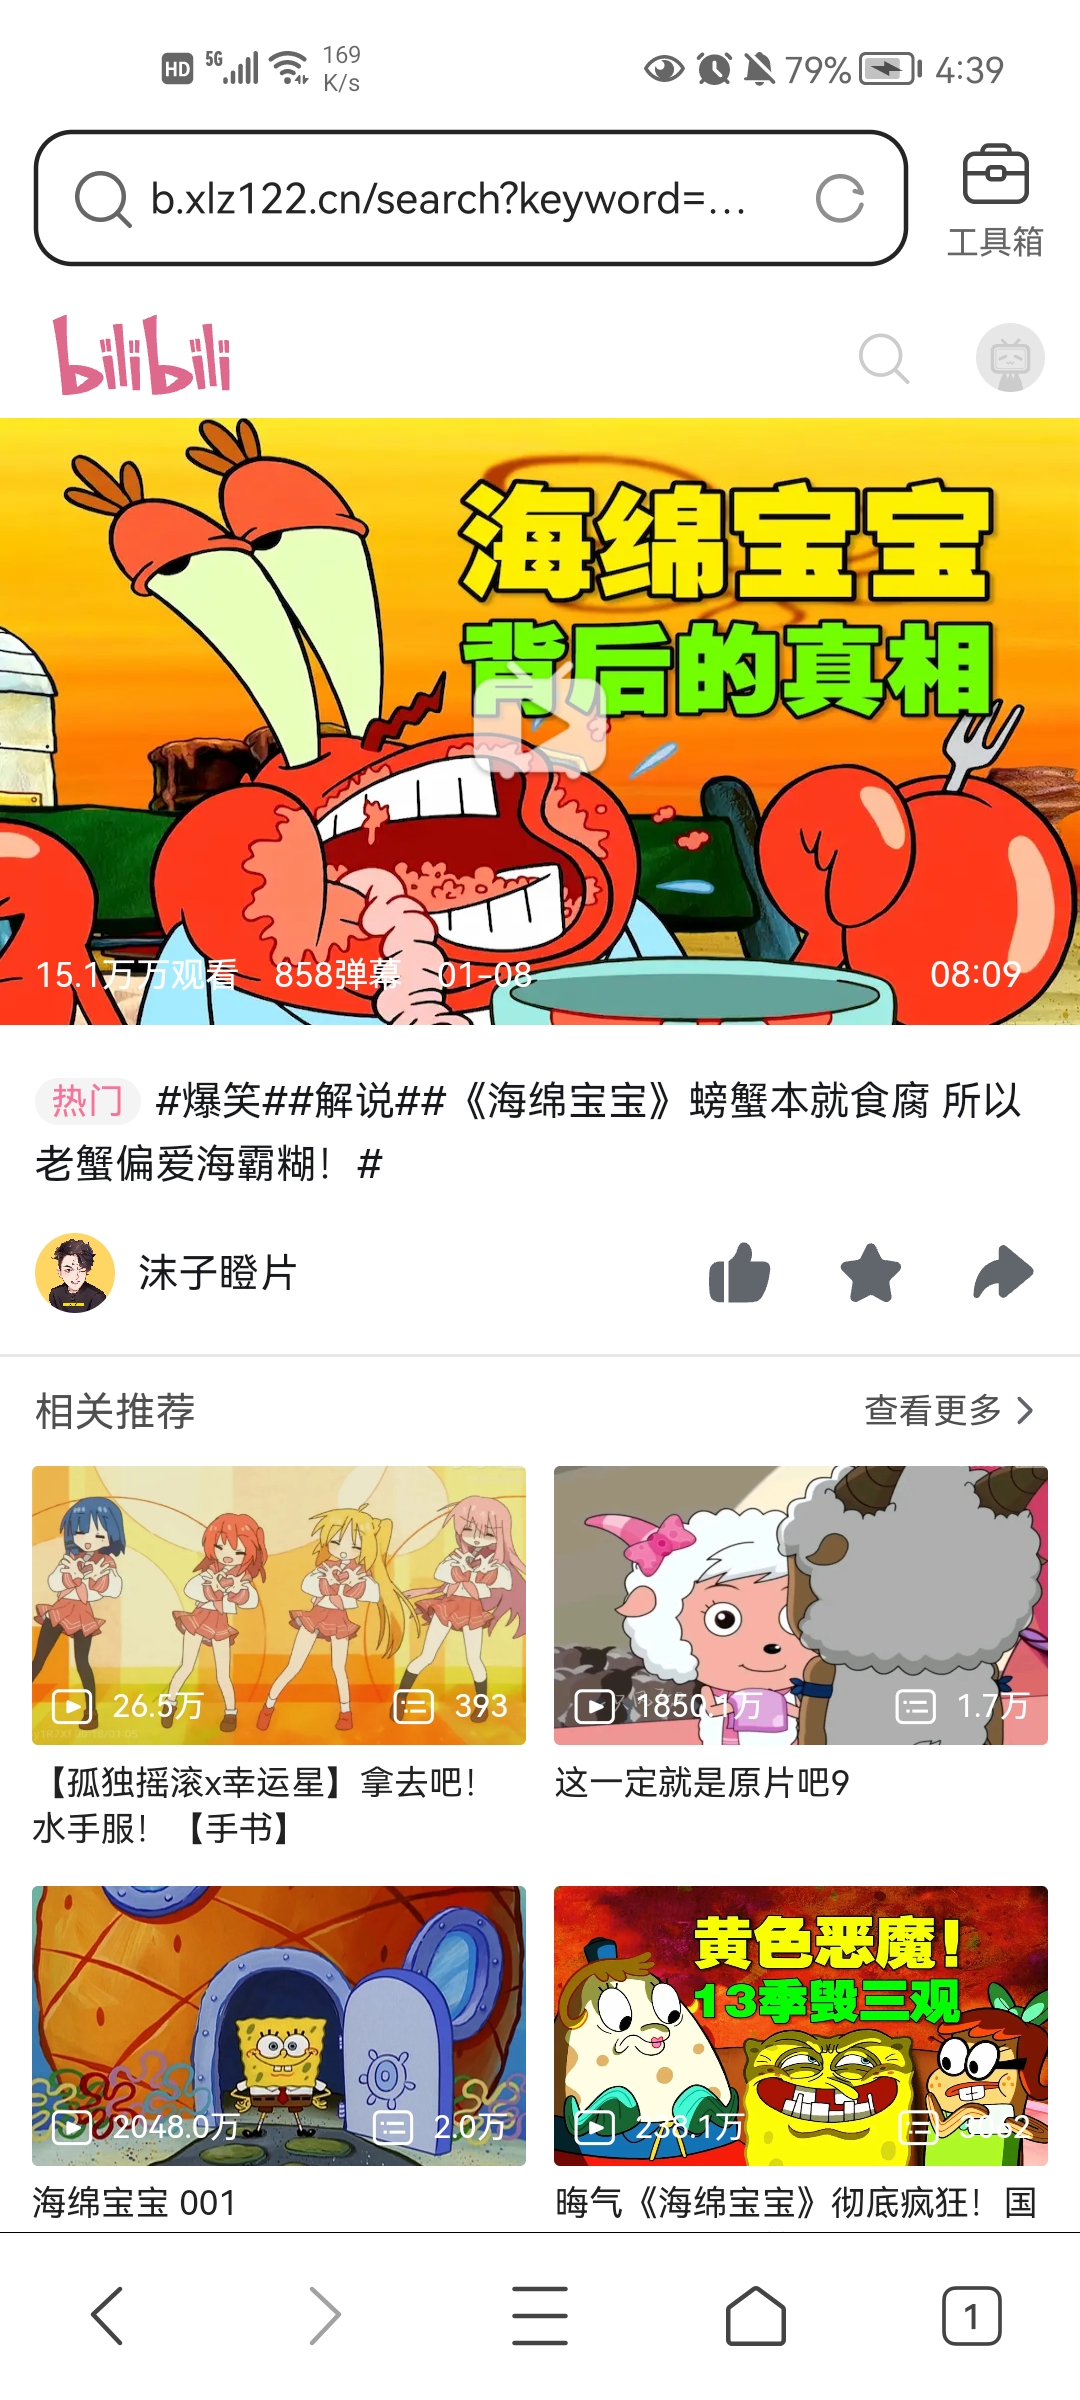 HD 5G 169 K/s 79% 4:39
b.xlz122.cn/search?keyword=...
工具箱
bilibili
海绵宝宝
背后的真相
15.1万万观看 858弹幕 01-08 08:09
热门 #爆笑##解说##《海绵宝宝》螃蟹本就食腐 所以
老蟹偏爱海霸糊！#
沫子瞪片
相关推荐 查看更多
26.5万 393
1850.1万 1.7万
【孤独摇滚x幸运星】拿去吧！
水手服！【手书】
这一定就是原片吧9
黄色恶魔！
13季毁三观
2048.0万 2.0万
238.1万
海绵宝宝 001
晦气《海绵宝宝》彻底疯狂！国
1